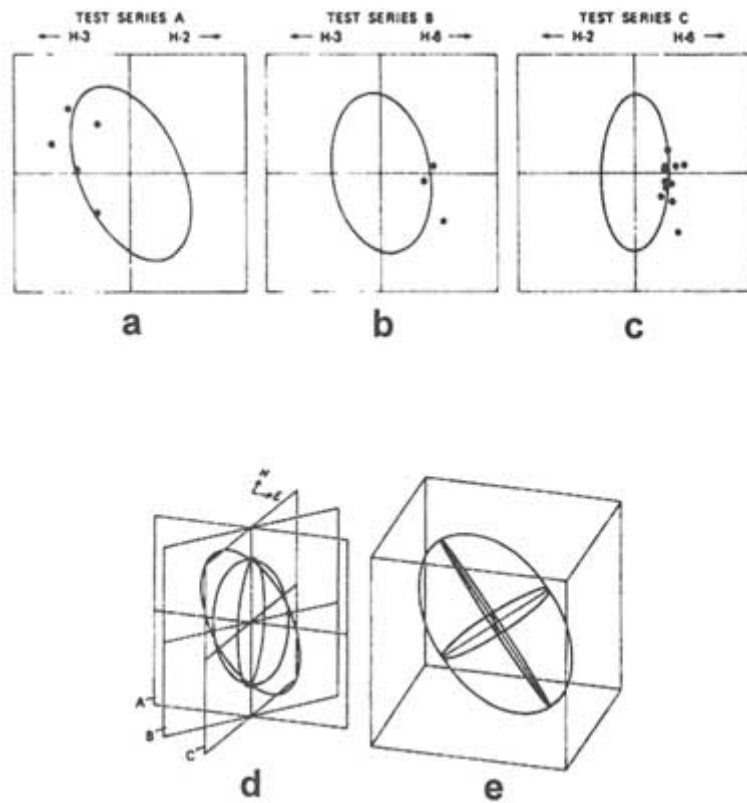 TEST SERIES A
TEST SERIES B
TEST SERIES C
← H-3 H-2 →
← H-3 H-6 →
← H-2 H-6 →
a
b
c
N
E
A
B
C
d
e